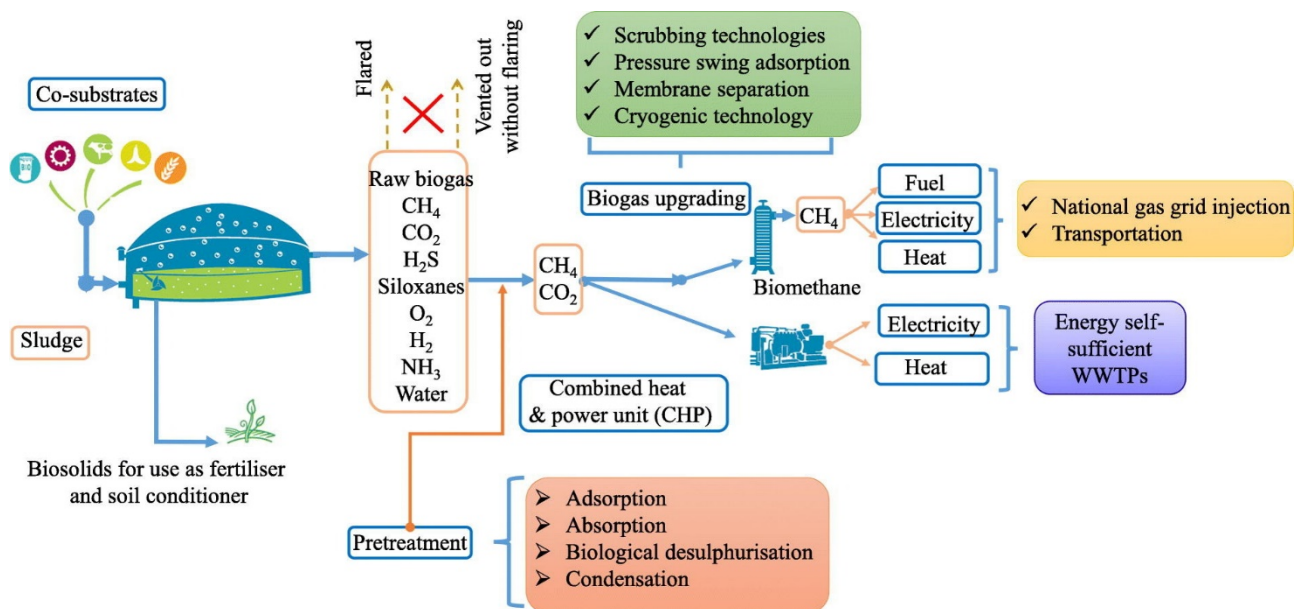 Co-substrates
Sludge
Biosolids for use as fertiliser
and soil conditioner
Flared
Vented out
without flaring
Raw biogas
CH₄
CO₂
H₂S
Siloxanes
O₂
H₂
NH₃
Water
Pretreatment
➢ Adsorption
➢ Absorption
➢ Biological desulphurisation
➢ Condensation
CH₄
CO₂
Combined heat
& power unit (CHP)
✓ Scrubbing technologies
✓ Pressure swing adsorption
✓ Membrane separation
✓ Cryogenic technology
Biogas upgrading
Biomethane
CH₄
Fuel
Electricity
Heat
✓ National gas grid injection
✓ Transportation
Electricity
Heat
Energy self-
sufficient
WWTPs